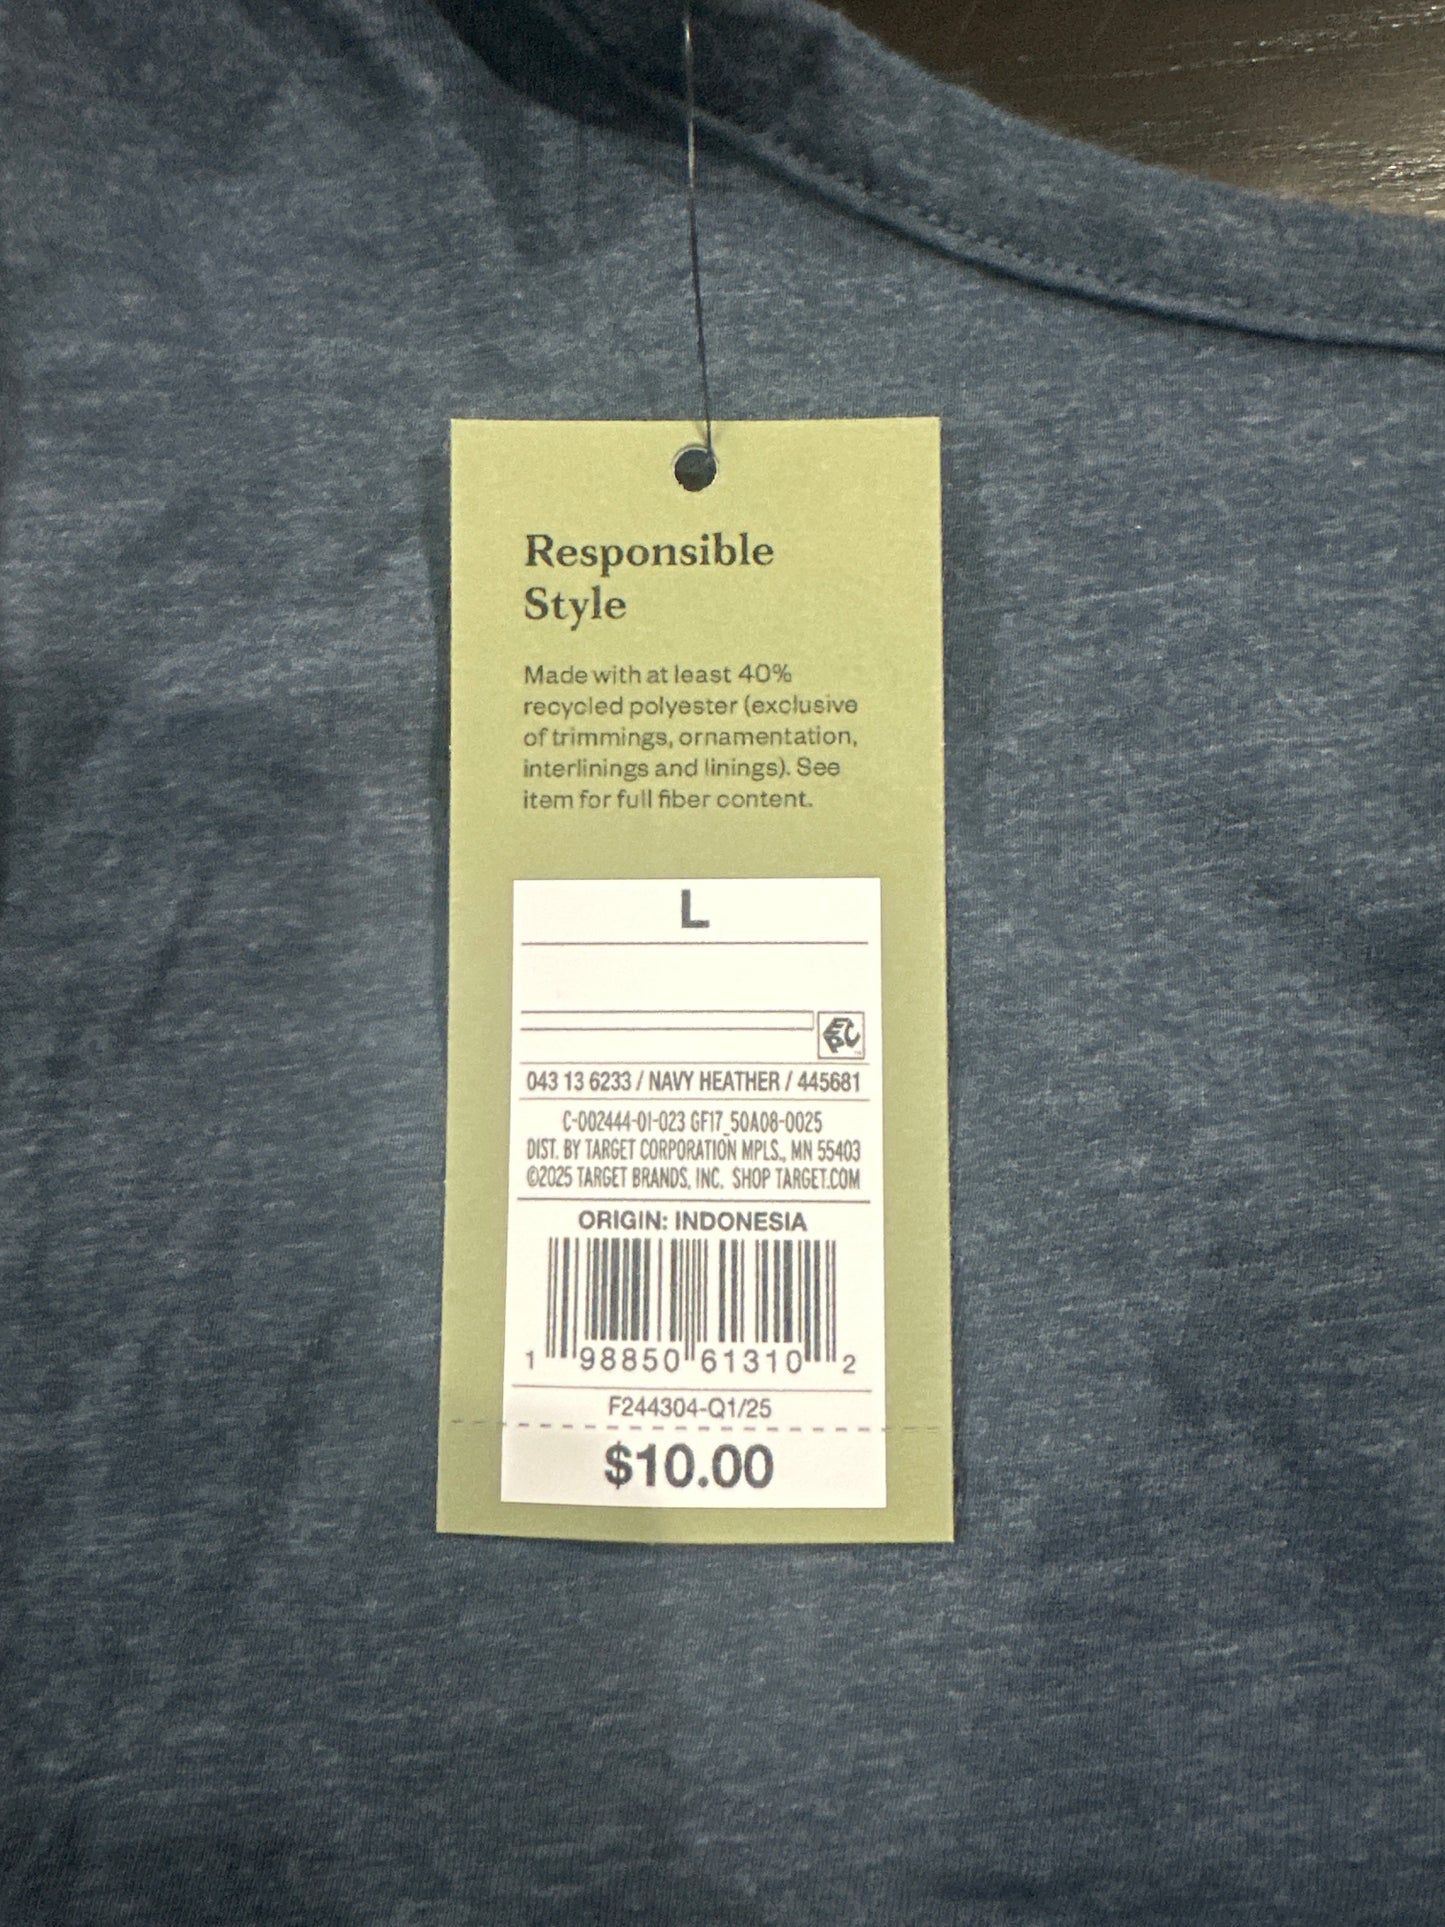 Responsible
Style
Made with at least 40%
recycled polyester (exclusive
of trimmings, ornamentation,
interlinings and linings). See
item for full fiber content.
L
EPC
043 13 6233 / NAVY HEATHER / 445681
C-002444-01-023 GF17_50A08-0025
DIST. BY TARGET CORPORATION MPLS., MN 55403
©2025 TARGET BRANDS, INC. SHOP TARGET.COM
ORIGIN: INDONESIA
1 98850 61310 2
F244304-Q1/25
$10.00